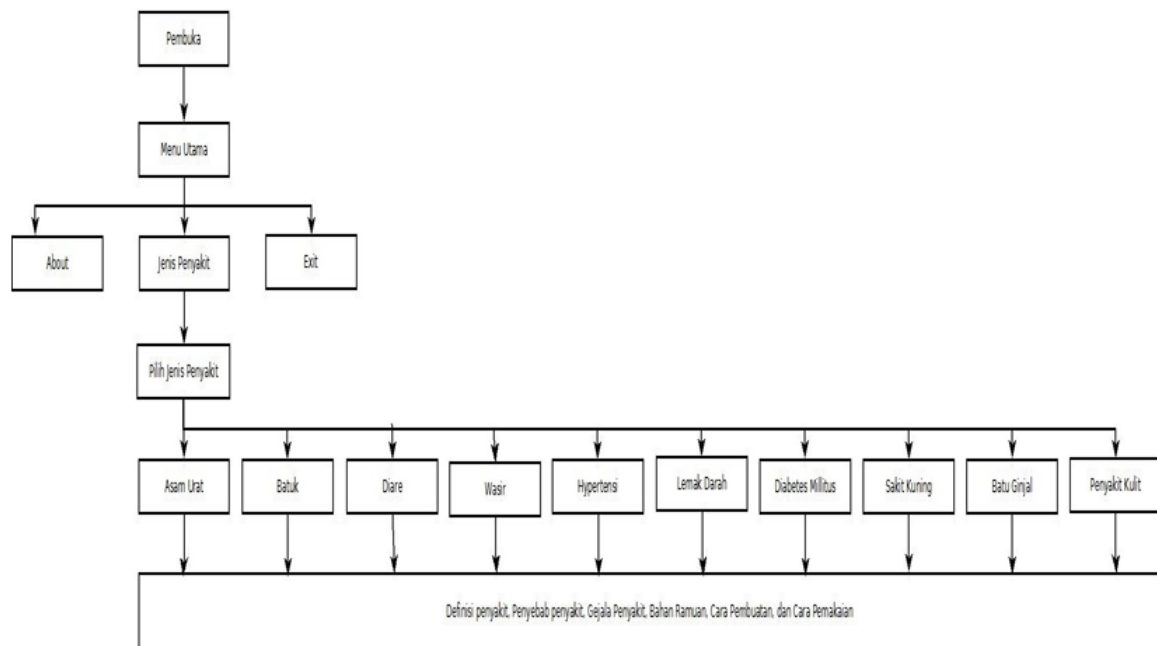 Pembuka
Menu Utama
About
Jenis Penyakit
Exit
Pilih Jenis Penyakit
Asam Urat
Batuk
Diare
Wasir
Hypertensi
Lemak Darah
Diabetes Millitus
Sakit Kuning
Batu Ginjal
Penyakit Kulit
Definisi penyakit, Penyebab penyakit, Gejala Penyakit, Bahan Ramuan, Cara Pembuatan, dan Cara Pemakaian